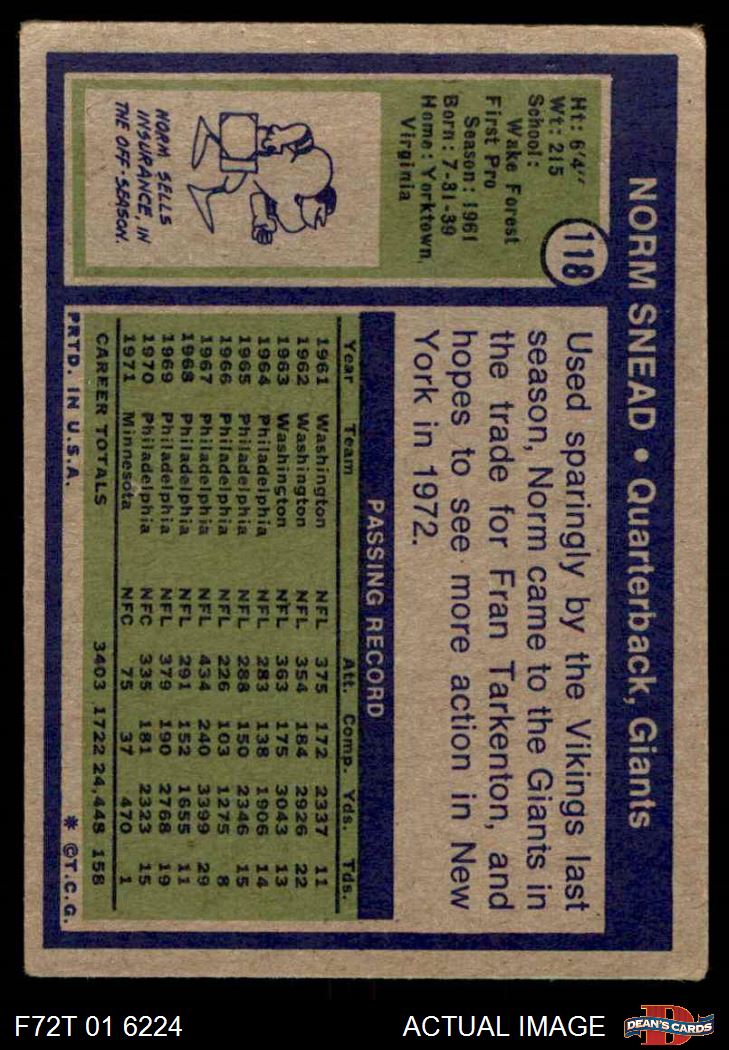 NORM SNEAD • Quarterback, Giants
118
Ht: 6'4"
Wt: 215
School:
Wake Forest
First Pro
Season: 1961
Born: 7-31-39
Home: Yorktown,
Virginia
NORM SELLS
INSURANCE, IN
THE OFF-SEASON.
Used sparingly by the Vikings last
season, Norm came to the Giants in
the trade for Fran Tarkenton, and
hopes to see more action in New
York in 1972.
PASSING RECORD
Year Team Att. Comp. Yds. Tds.
1961 Washington NFL 375 172 2337 11
1962 Washington NFL 354 184 2926 22
1963 Washington NFL 363 175 3043 13
1964 Philadelphia NFL 283 138 1906 14
1965 Philadelphia NFL 288 150 2346 15
1966 Philadelphia NFL 226 103 1275 8
1967 Philadelphia NFL 434 240 3399 29
1968 Philadelphia NFL 291 152 1655 11
1969 Philadelphia NFL 379 190 2768 19
1970 Philadelphia NFC 335 181 2323 15
1971 Minnesota NFC 75 37 470 1
CAREER TOTALS 3403 1722 24,448 158
PRTD. IN U.S.A.
* ©T.C.G.
F72T 01 6224
ACTUAL IMAGE
D
DEAN'S CARDS